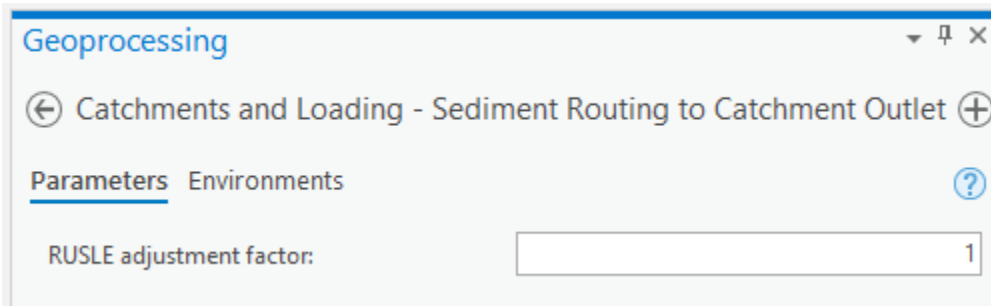 Geoprocessing
Catchments and Loading - Sediment Routing to Catchment Outlet
Parameters Environments
RUSLE adjustment factor: 1